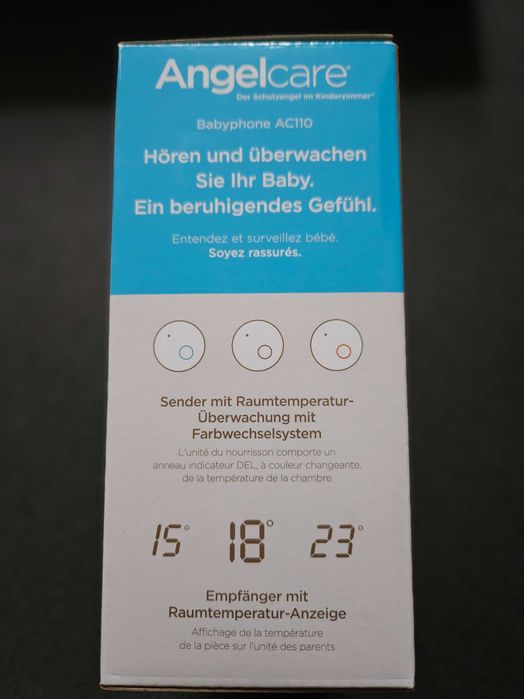 Angelcare®
Der Schutzengel im Kinderzimmer®
Babyphone AC110
Hören und überwachen
Sie Ihr Baby.
Ein beruhigendes Gefühl.
Entendez et surveillez bébé.
Soyez rassurés.
Sender mit Raumtemperatur-
Überwachung mit
Farbwechselsystem
L'unité du nourrisson comporte un
anneau indicateur DEL, à couleur changeante,
de la température de la chambre
15° 18° 23°
Empfänger mit
Raumtemperatur-Anzeige
Affichage de la température
de la pièce sur l'unité des parents